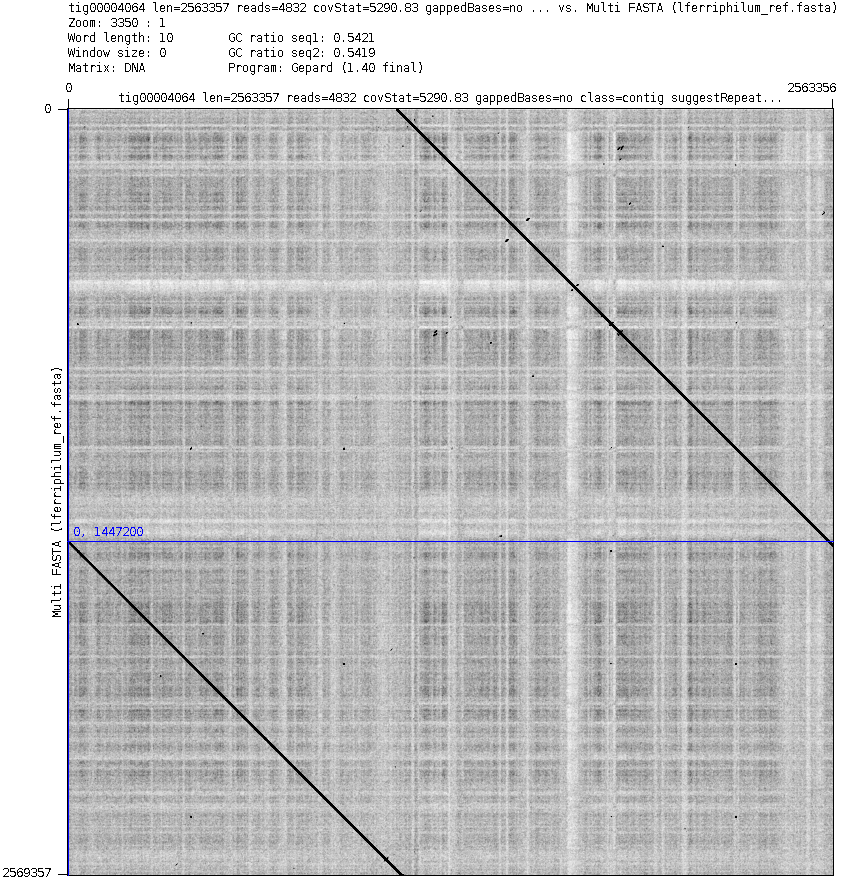 tig00004064 len=2563357 reads=4832 covStat=5290.83 gappedBases=no ... vs. Multi FASTA (lferriphilum_ref.fasta)
Zoom: 3350 : 1
Word length: 10 GC ratio seq1: 0.5421
Window size: 0 GC ratio seq2: 0.5419
Matrix: DNA Program: Gepard (1.40 final)
0 2563356
tig00004064 len=2563357 reads=4832 covStat=5290.83 gappedBases=no class=contig suggestRepeat...
0
Multi FASTA (lferriphilum_ref.fasta)
0, 1447200
2569357